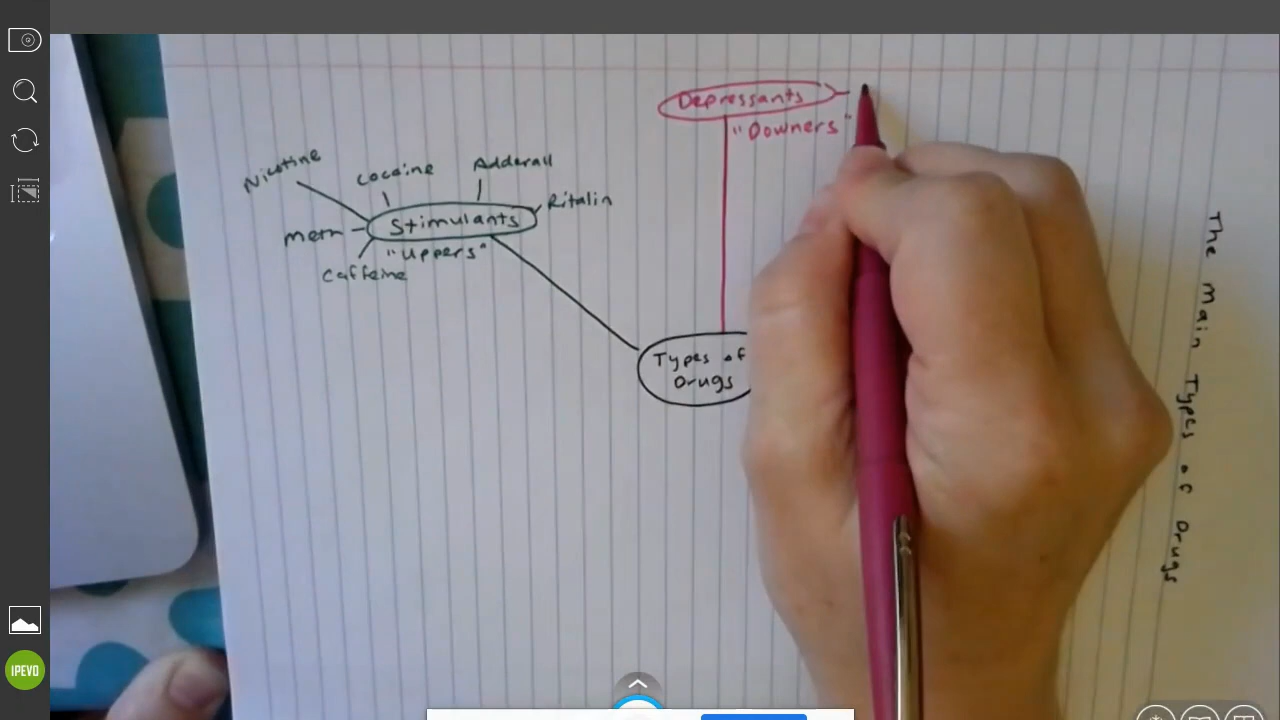 Depressants
"Downers"
Nicotine
Cocaine
Adderall
Ritalin
Stimulants
Meth
"Uppers"
Caffeine
Types of
Drugs
The Main Types of Drugs
IPEVO